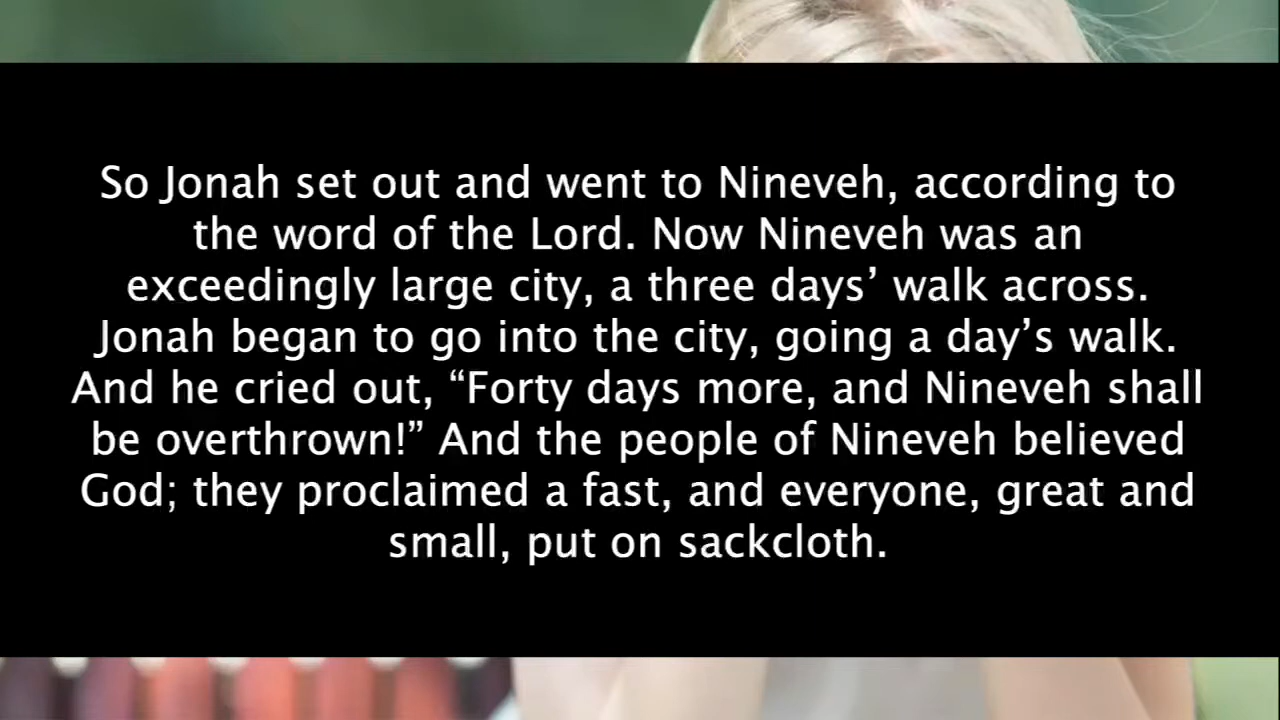 So Jonah set out and went to Nineveh, according to
the word of the Lord. Now Nineveh was an
exceedingly large city, a three days’ walk across.
Jonah began to go into the city, going a day’s walk.
And he cried out, “Forty days more, and Nineveh shall
be overthrown!” And the people of Nineveh believed
God; they proclaimed a fast, and everyone, great and
small, put on sackcloth.